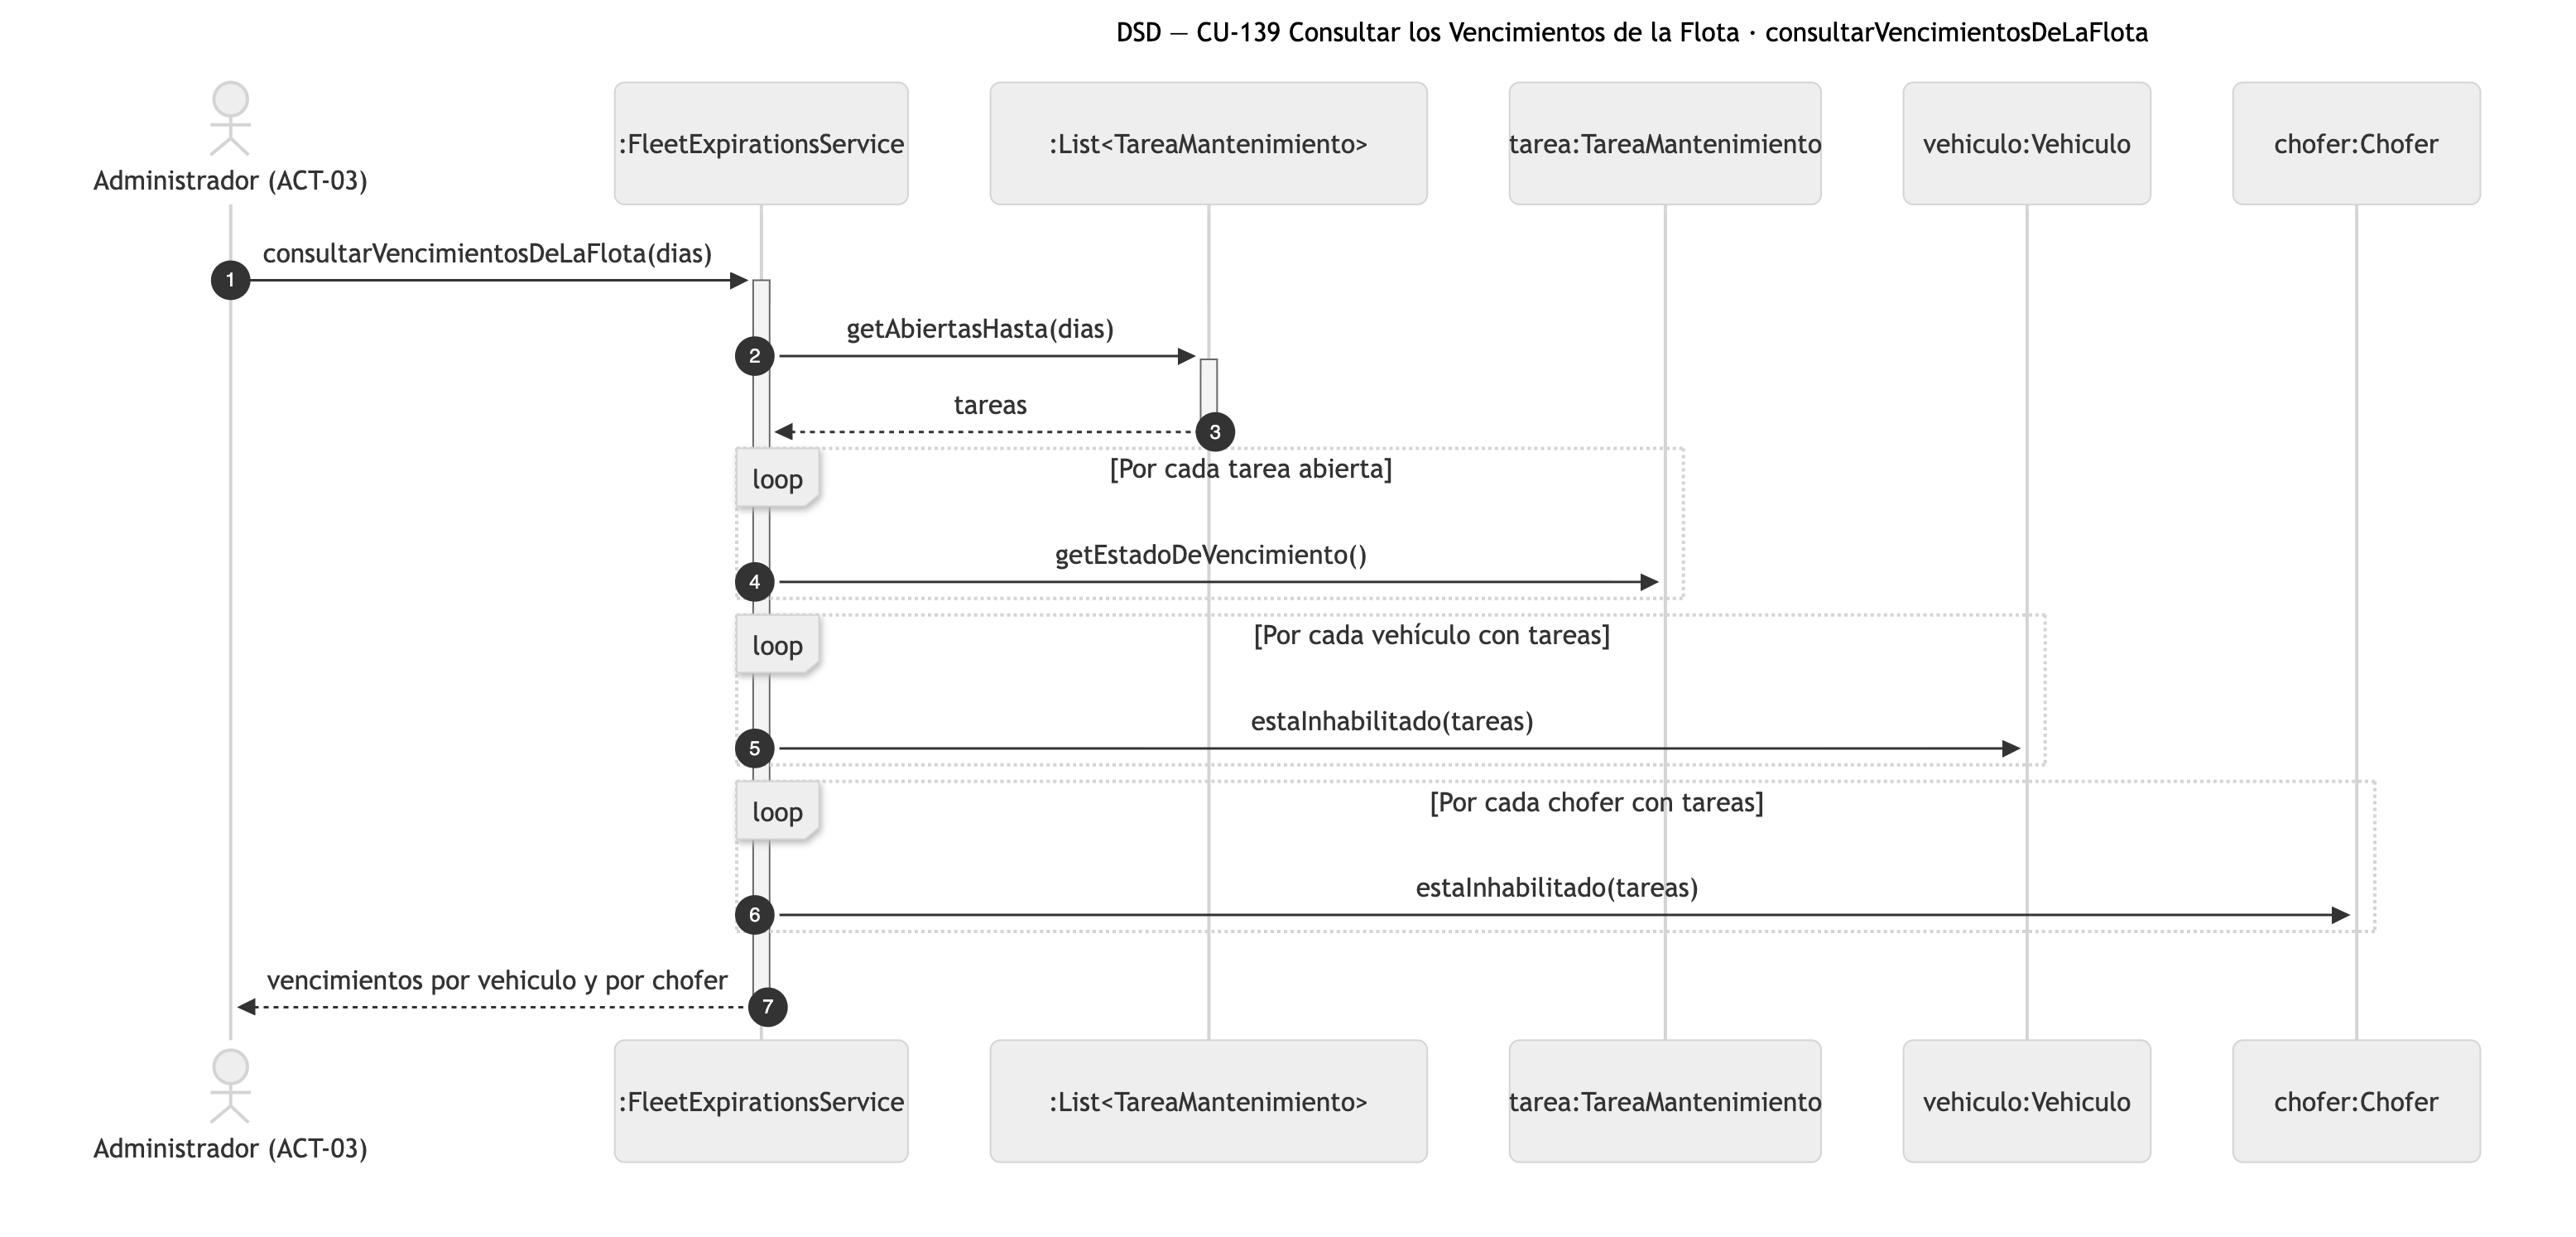 DSD — CU-139 Consultar los Vencimientos de la Flota · consultarVencimientosDeLaFlota
Administrador (ACT-03)
:FleetExpirationsService
:List<TareaMantenimiento>
tarea:TareaMantenimiento
vehiculo:Vehiculo
chofer:Chofer
consultarVencimientosDeLaFlota(dias)
1
getAbiertasHasta(dias)
2
tareas
3
loop
[Por cada tarea abierta]
getEstadoDeVencimiento()
4
loop
[Por cada vehículo con tareas]
estaInhabilitado(tareas)
5
loop
[Por cada chofer con tareas]
estaInhabilitado(tareas)
6
vencimientos por vehiculo y por chofer
7
Administrador (ACT-03)
:FleetExpirationsService
:List<TareaMantenimiento>
tarea:TareaMantenimiento
vehiculo:Vehiculo
chofer:Chofer